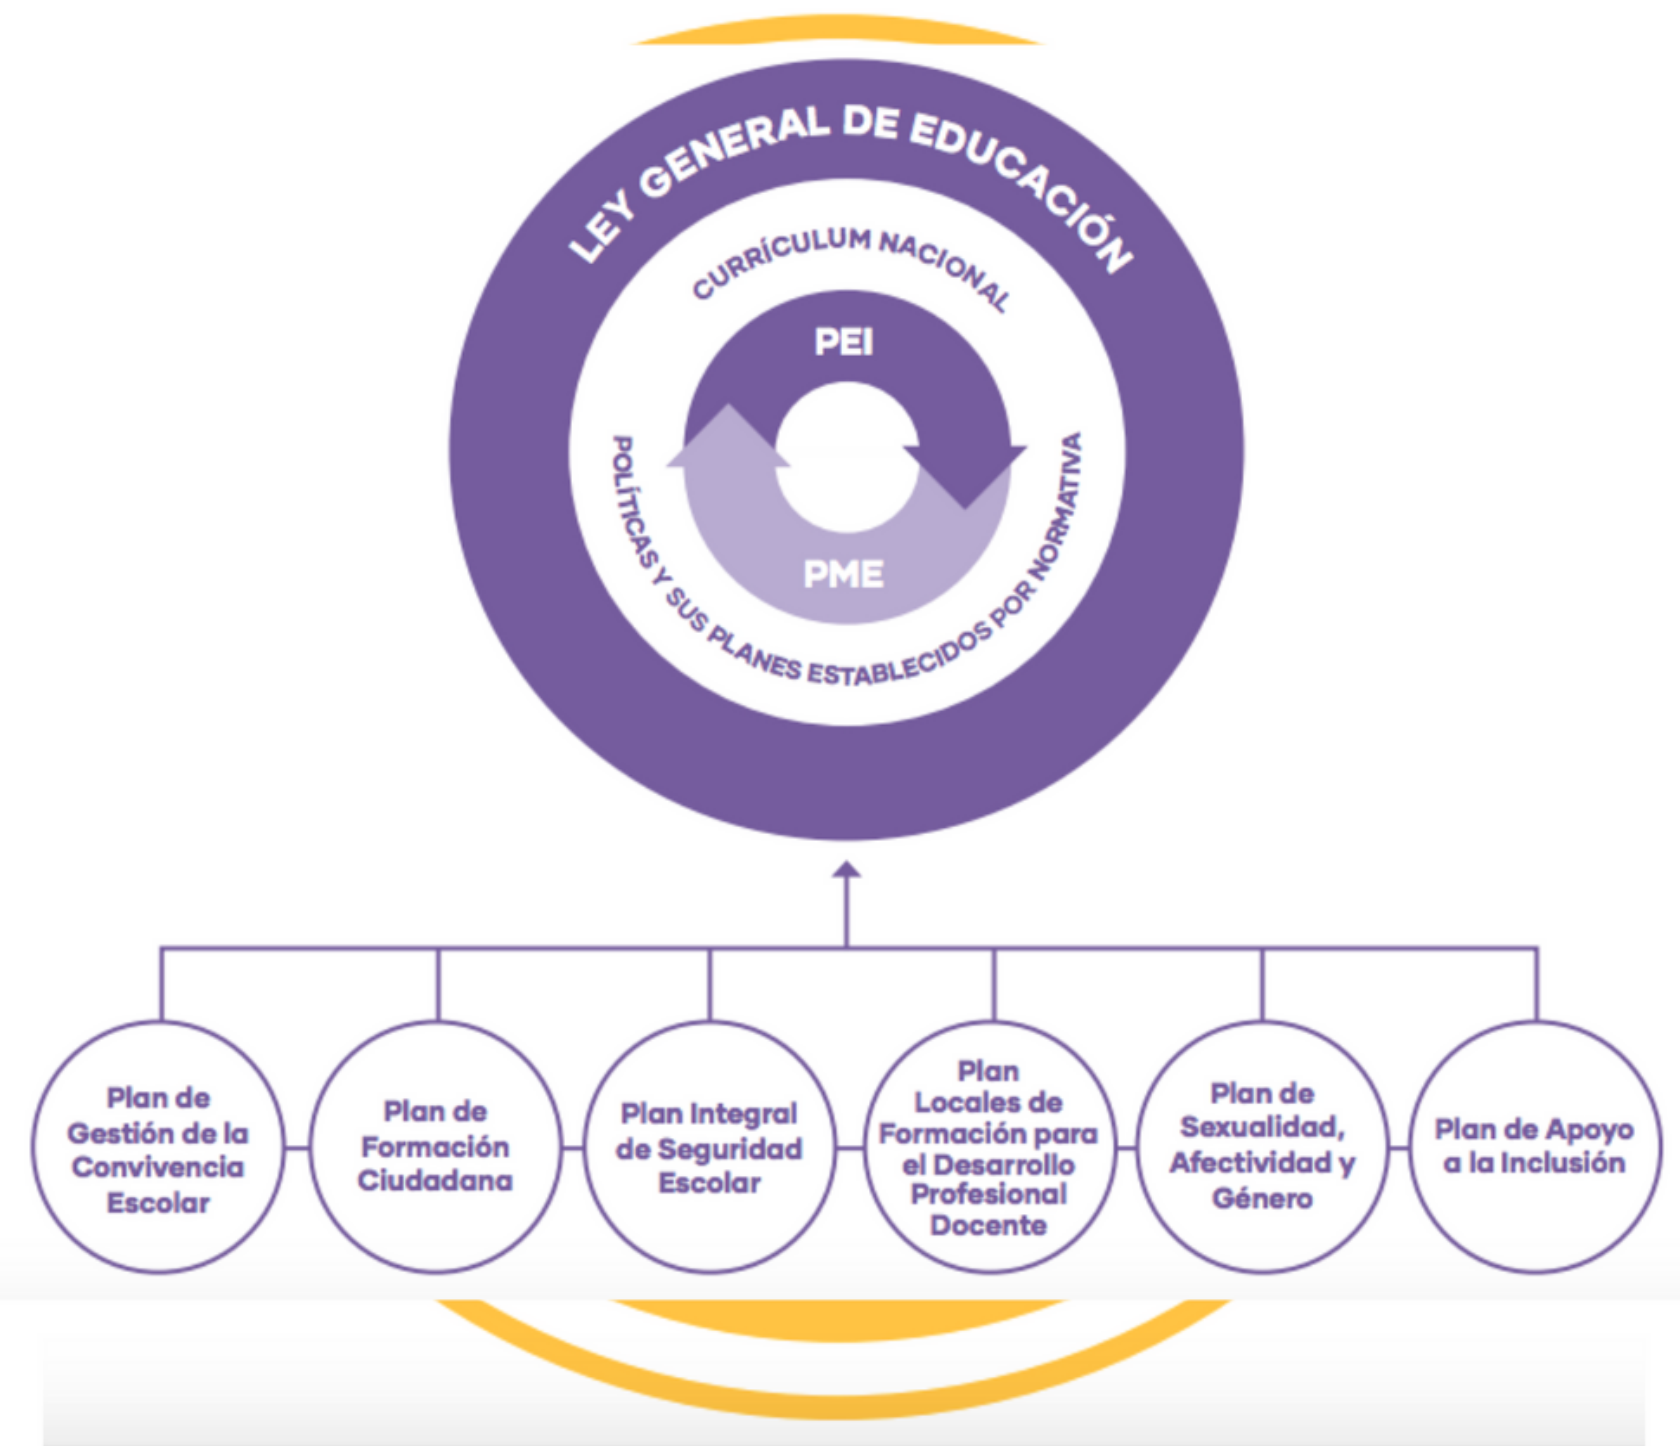 LEY GENERAL DE EDUCACIÓN
CURRÍCULUM NACIONAL
PEI
PME
POLÍTICAS Y SUS PLANES ESTABLECIDOS POR NORMATIVA
Plan de
Gestión de la
Convivencia
Escolar
Plan de
Formación
Ciudadana
Plan Integral
de Seguridad
Escolar
Plan
Locales de
Formación para
el Desarrollo
Profesional
Docente
Plan de
Sexualidad,
Afectividad y
Género
Plan de Apoyo
a la Inclusión